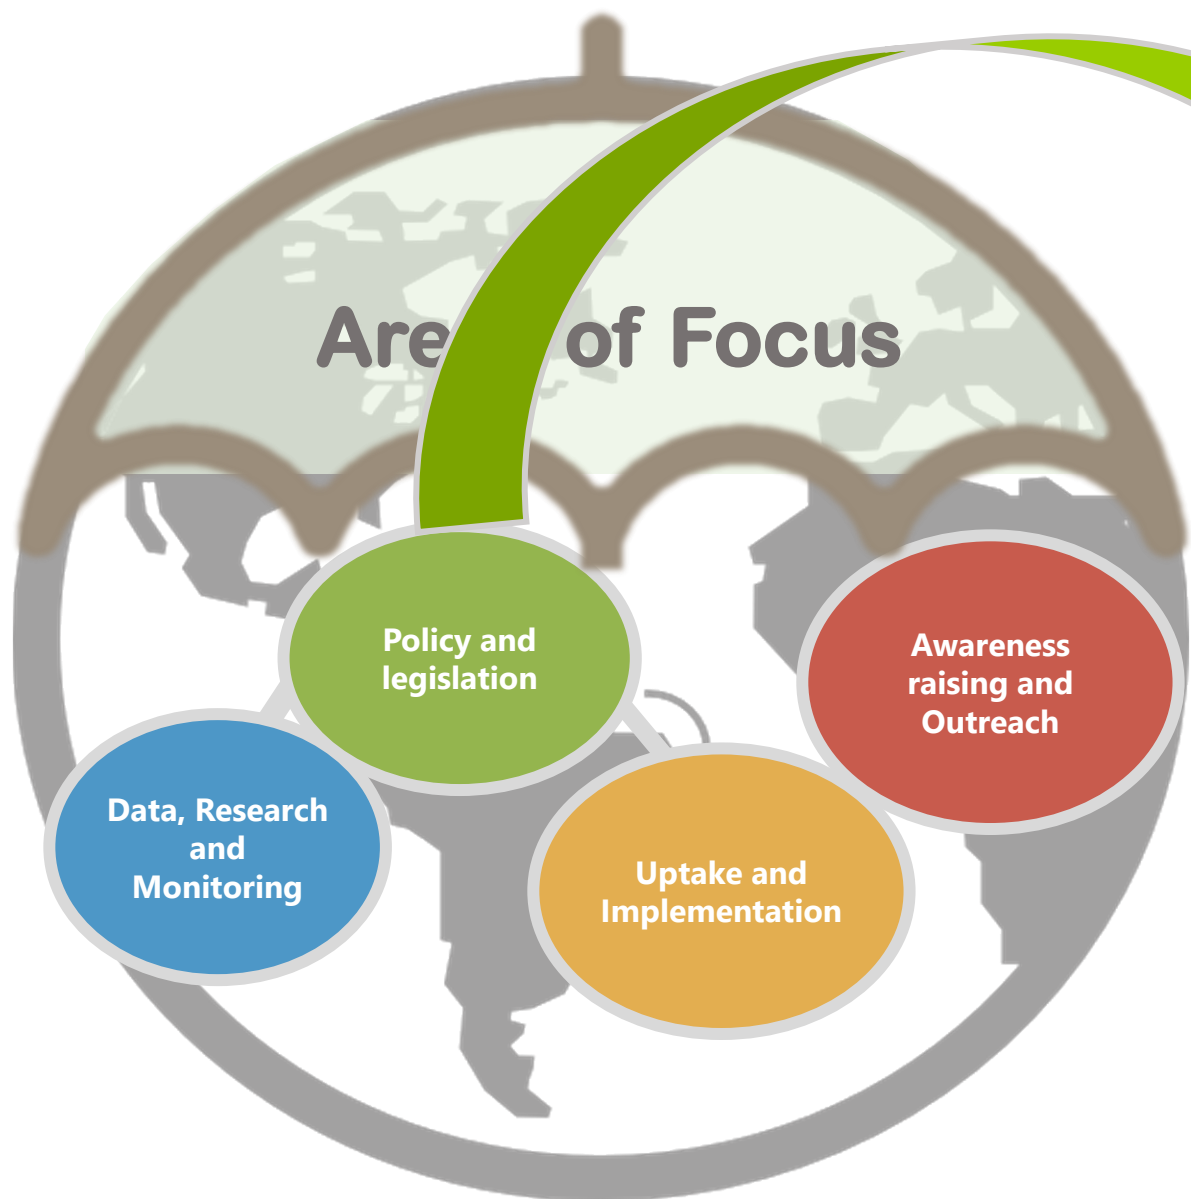 Are of Focus
Policy and
legislation
Awareness
raising and
Outreach
Data, Research
and
Monitoring
Uptake and
Implementation